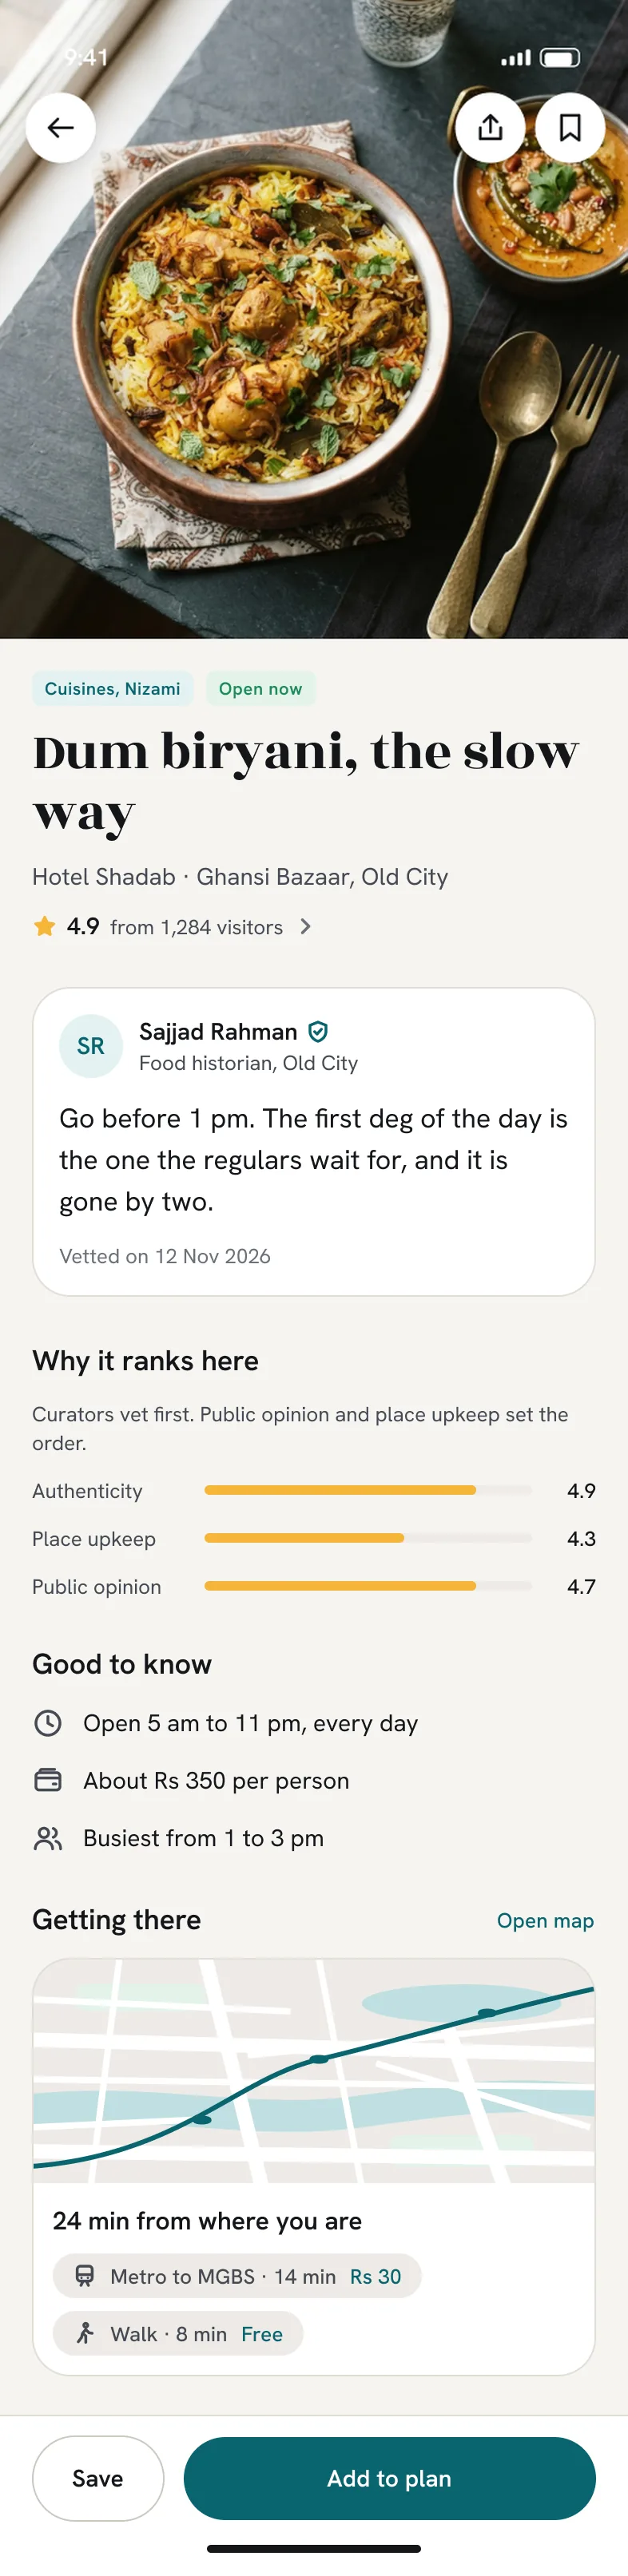 9:41
Cuisines, Nizami
Open now
Dum biryani, the slow
way
Hotel Shadab · Ghansi Bazaar, Old City
4.9 from 1,284 visitors
SR
Sajjad Rahman
Food historian, Old City
Go before 1 pm. The first deg of the day is
the one the regulars wait for, and it is
gone by two.
Vetted on 12 Nov 2026
Why it ranks here
Curators vet first. Public opinion and place upkeep set the
order.
Authenticity 4.9
Place upkeep 4.3
Public opinion 4.7
Good to know
Open 5 am to 11 pm, every day
About Rs 350 per person
Busiest from 1 to 3 pm
Getting there
Open map
24 min from where you are
Metro to MGBS · 14 min Rs 30
Walk · 8 min Free
Save
Add to plan